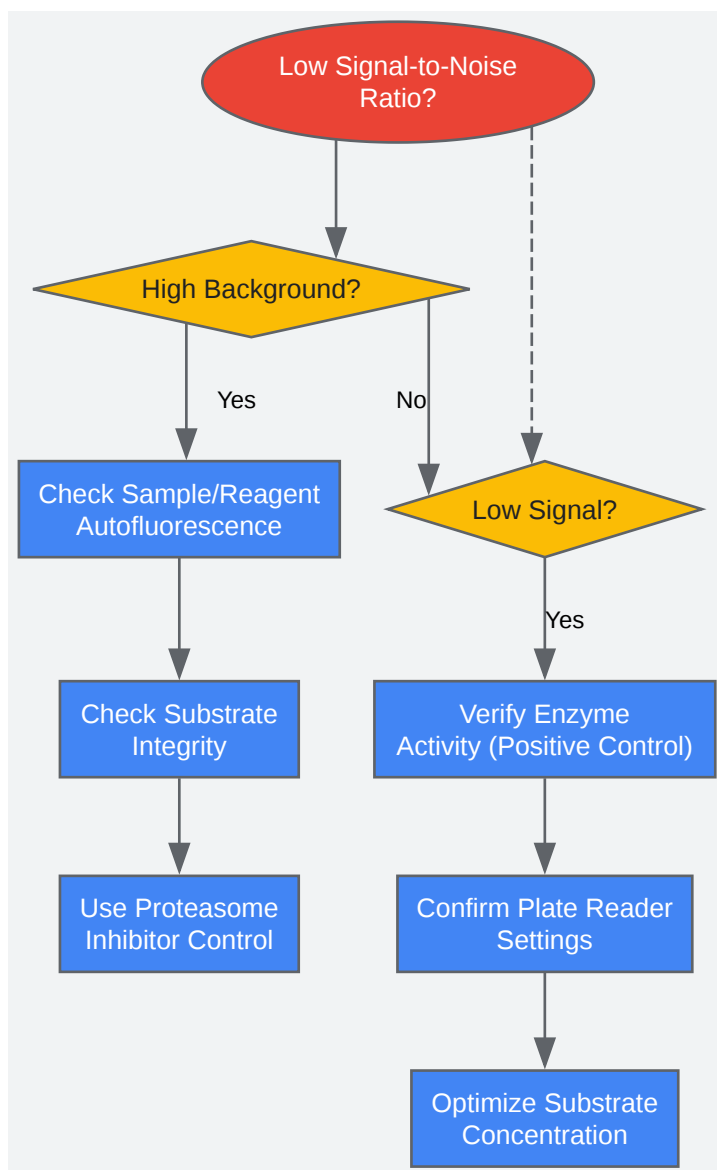 Low Signal-to-Noise
Ratio?
High Background?
Yes
No
Check Sample/Reagent
Autofluorescence
Low Signal?
Yes
Check Substrate
Integrity
Verify Enzyme
Activity (Positive Control)
Use Proteasome
Inhibitor Control
Confirm Plate Reader
Settings
Optimize Substrate
Concentration